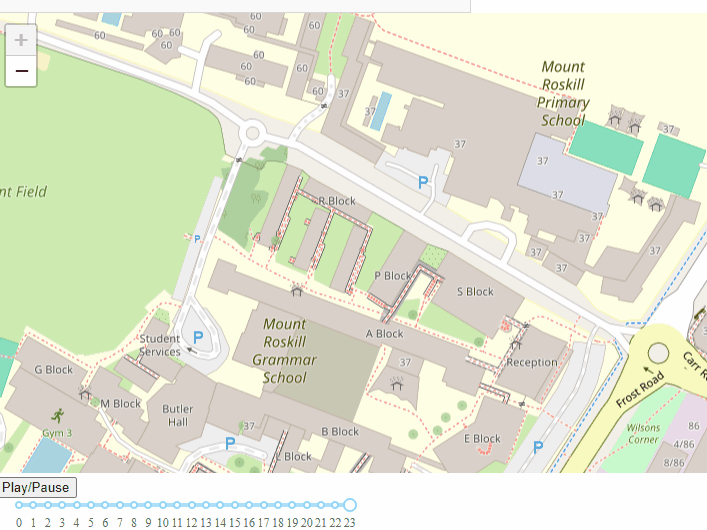 +
−
60
60
60
60
60
60
60
60
60
37
37
Mount
Roskill
Primary
School
37
37
37
37
37
37
37
37
P
P
nt Field
R Block
P Block
S Block
A Block
Student
Services
P
Mount
Roskill
Grammar
School
37
Reception
G Block
M Block
Gym 3
Butler
Hall
37
P
B Block
L Block
E Block
P
Frost Road
Carr R
Wilsons
Corner
86
4/86
8/86
Play/Pause
0 1 2 3 4 5 6 7 8 9 10 11 12 13 14 15 16 17 18 19 20 21 22 23